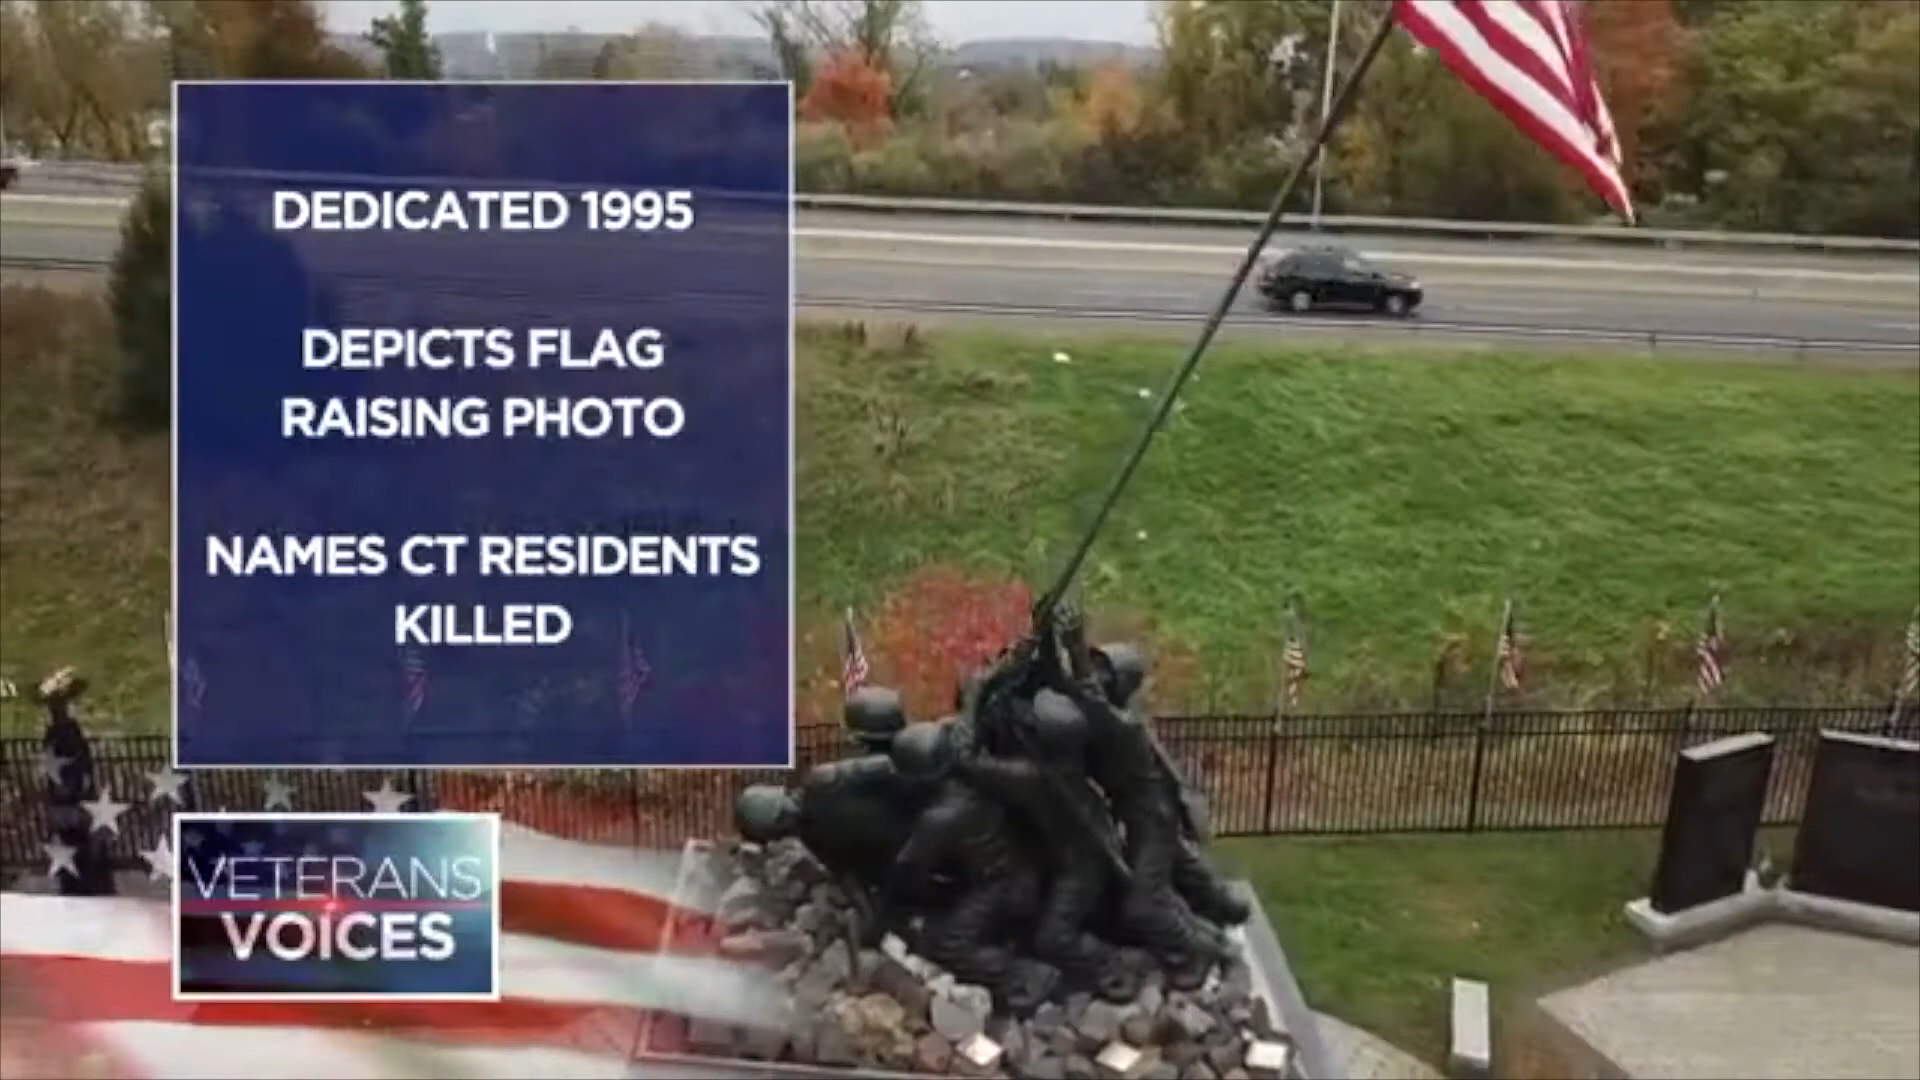 DEDICATED 1995
DEPICTS FLAG
RAISING PHOTO
NAMES CT RESIDENTS
KILLED
VETERANS
VOICES